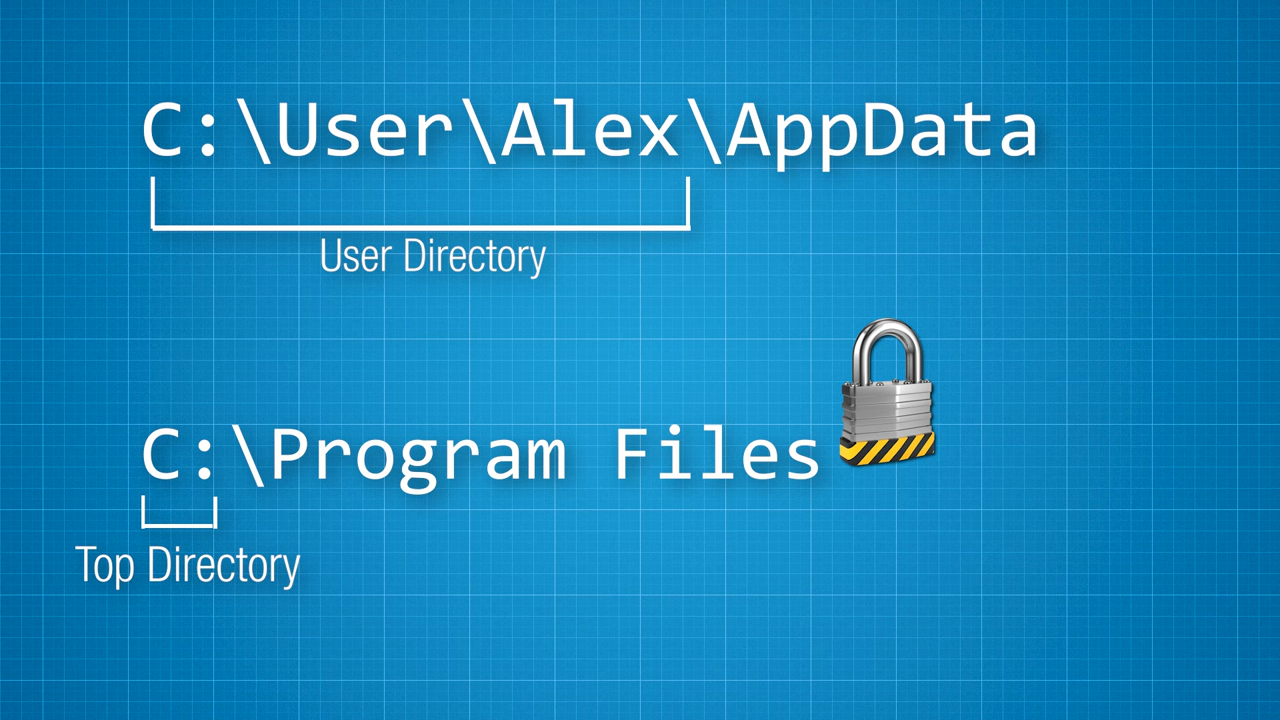 C:\User\Alex\AppData
User Directory
C:\Program Files
Top Directory